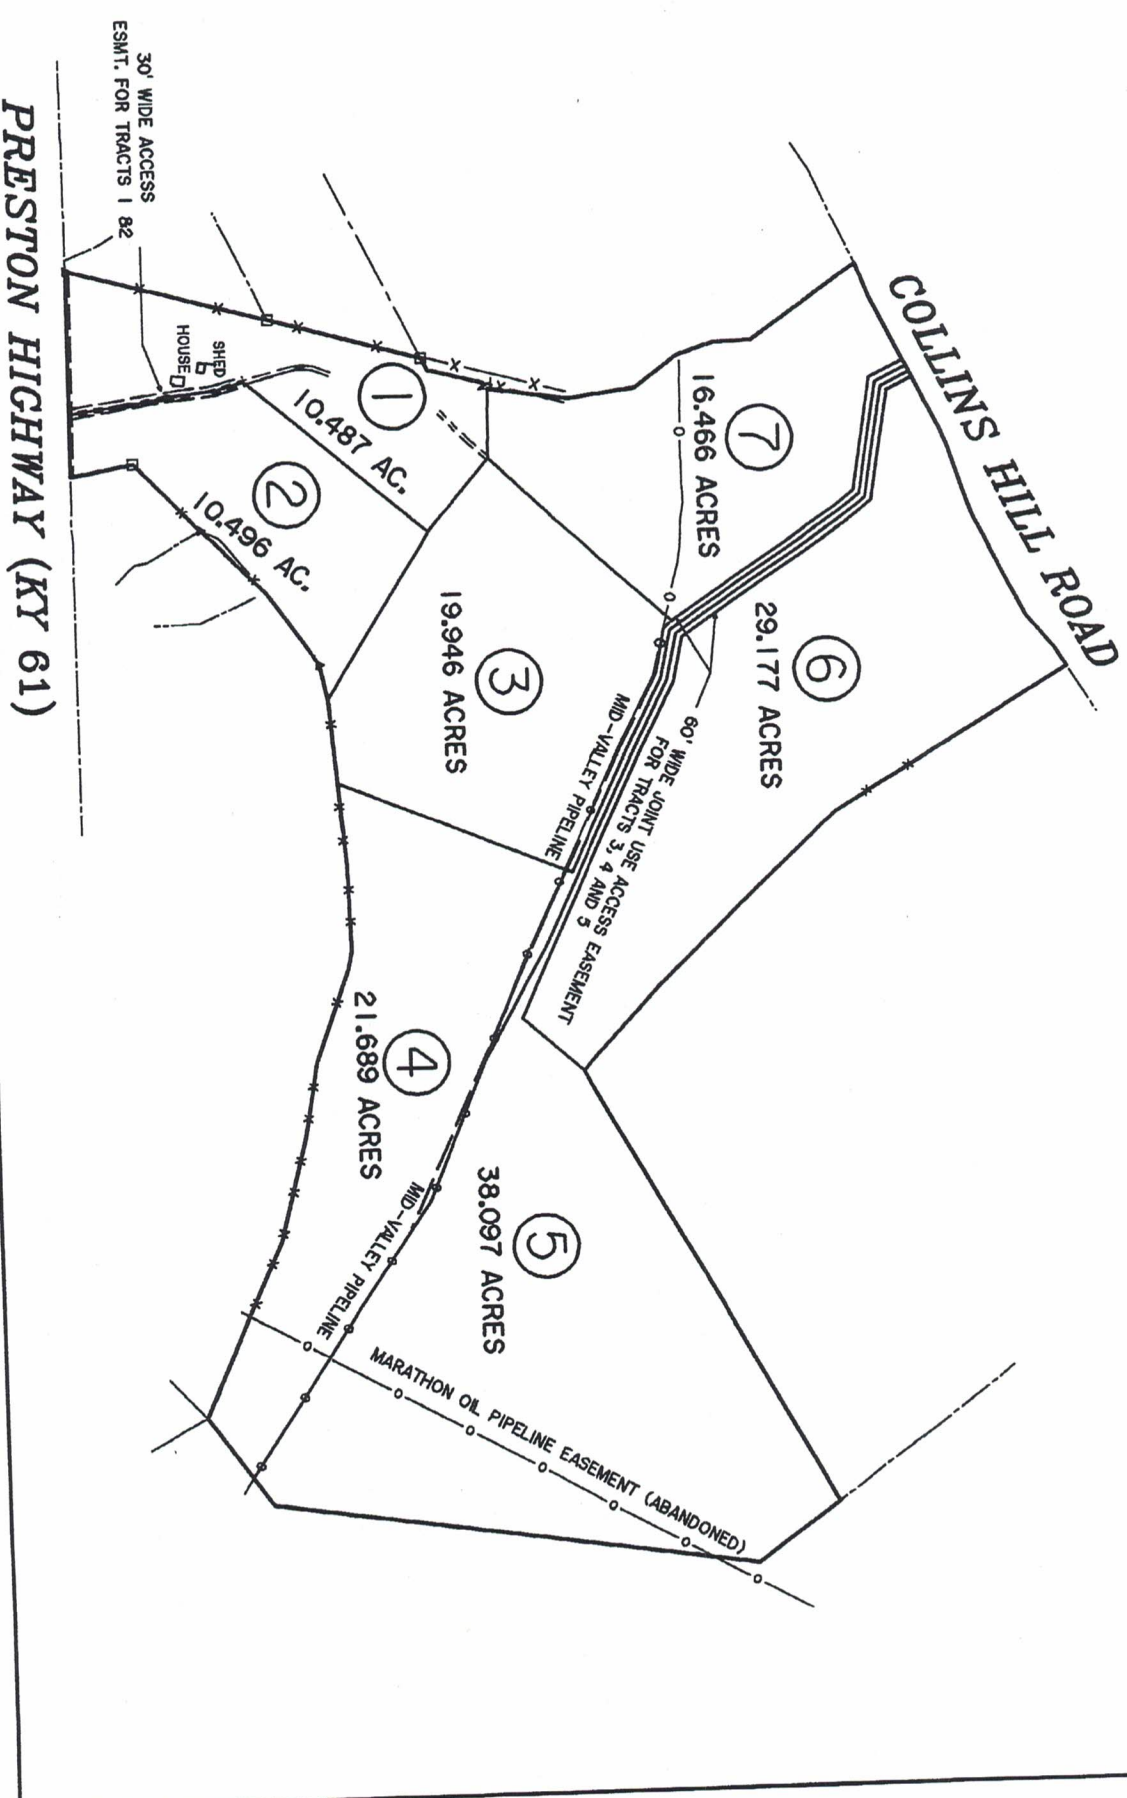 COLLINS HILL ROAD
7
16.466 ACRES
6
29.177 ACRES
60' WIDE JOINT USE ACCESS EASEMENT
FOR TRACTS 3, 4 AND 5
MID-VALLEY PIPELINE
5
38.097 ACRES
MARATHON OIL PIPELINE EASEMENT (ABANDONED)
3
19.946 ACRES
4
21.689 ACRES
MID-VALLEY PIPELINE
1
10.487 AC.
2
10.496 AC.
SHED
HOUSE
30' WIDE ACCESS
ESMT. FOR TRACTS 1 &2
PRESTON HIGHWAY (KY 61)